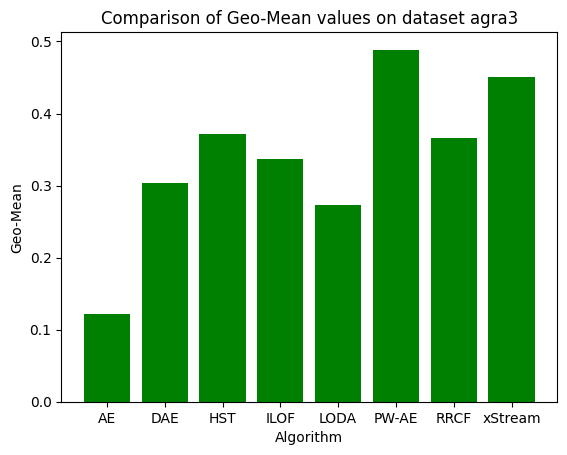 Comparison of Geo-Mean values on dataset agra3
Geo-Mean
0.5
0.4
0.3
0.2
0.1
0.0
AE DAE HST ILOF LODA PW-AE RRCF xStream
Algorithm